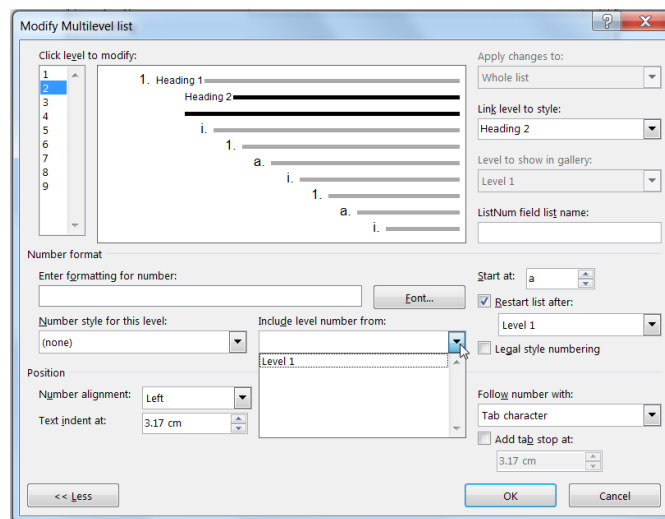 Modify Multilevel list
Click level to modify:
1
2
3
4
5
6
7
8
9
1. Heading 1
Heading 2
i.
1.
a.
i.
1.
a.
i.
Apply changes to:
Whole list
Link level to style:
Heading 2
Level to show in gallery:
Level 1
ListNum field list name:
Number format
Enter formatting for number:
Font...
Number style for this level:
(none)
Include level number from:
Level 1
Start at: a
Restart list after:
Level 1
Legal style numbering
Position
Number alignment: Left
Text indent at: 3.17 cm
Follow number with:
Tab character
Add tab stop at:
3.17 cm
<< Less
OK
Cancel